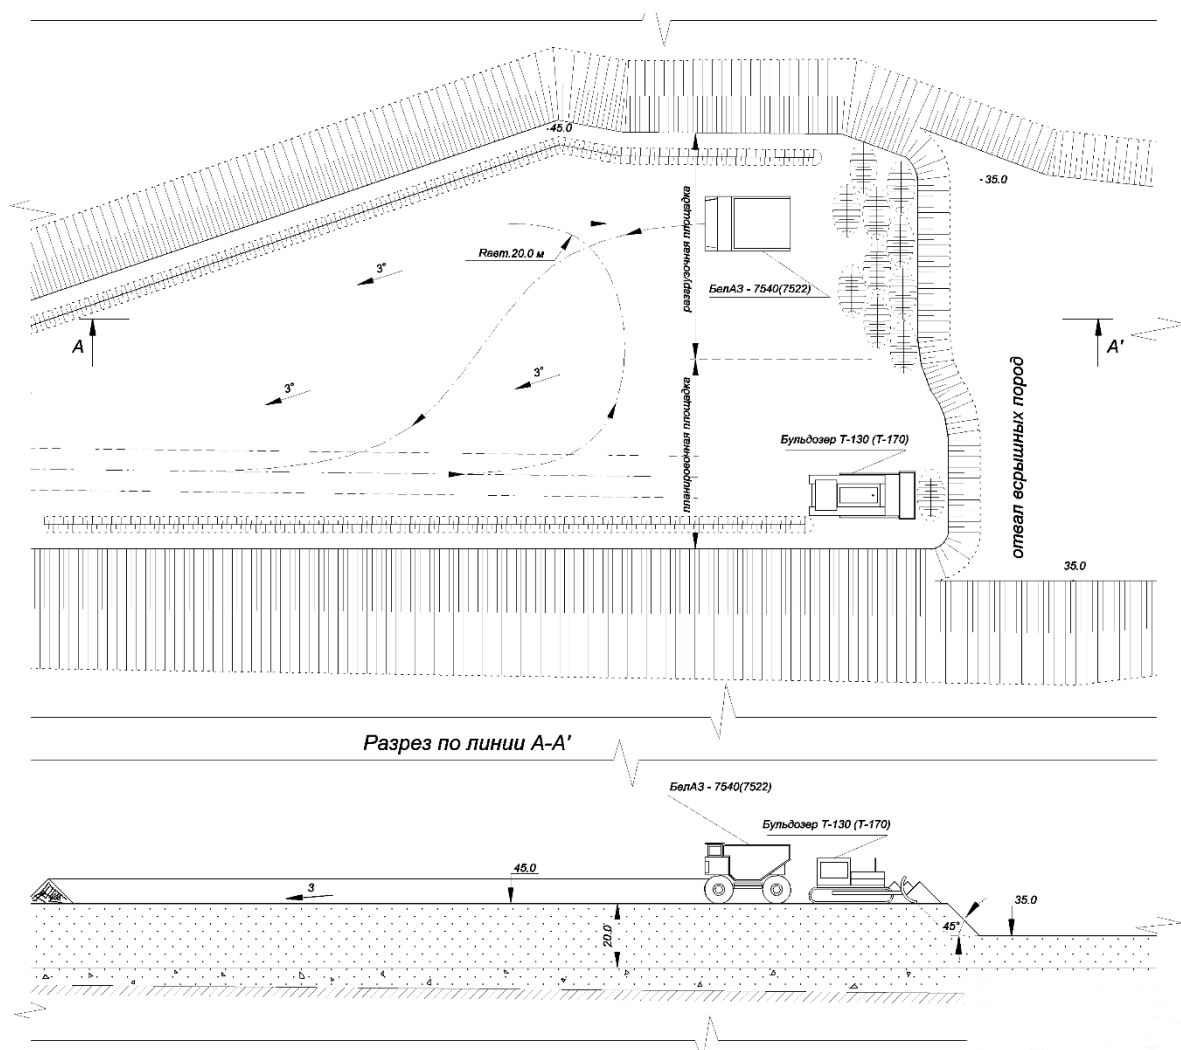 -45.0
- 35.0
разгрузочная площадка
Rавт.20.0 м
3°
БелАЗ - 7540(7522)
А
А'
3°
3°
планировочная площадка
отвал всрышных пород
Бульдозер Т-130 (Т-170)
35.0
Разрез по линии А-А'
БелАЗ - 7540(7522)
Бульдозер Т-130 (Т-170)
45.0
3
35.0
45°
20.0